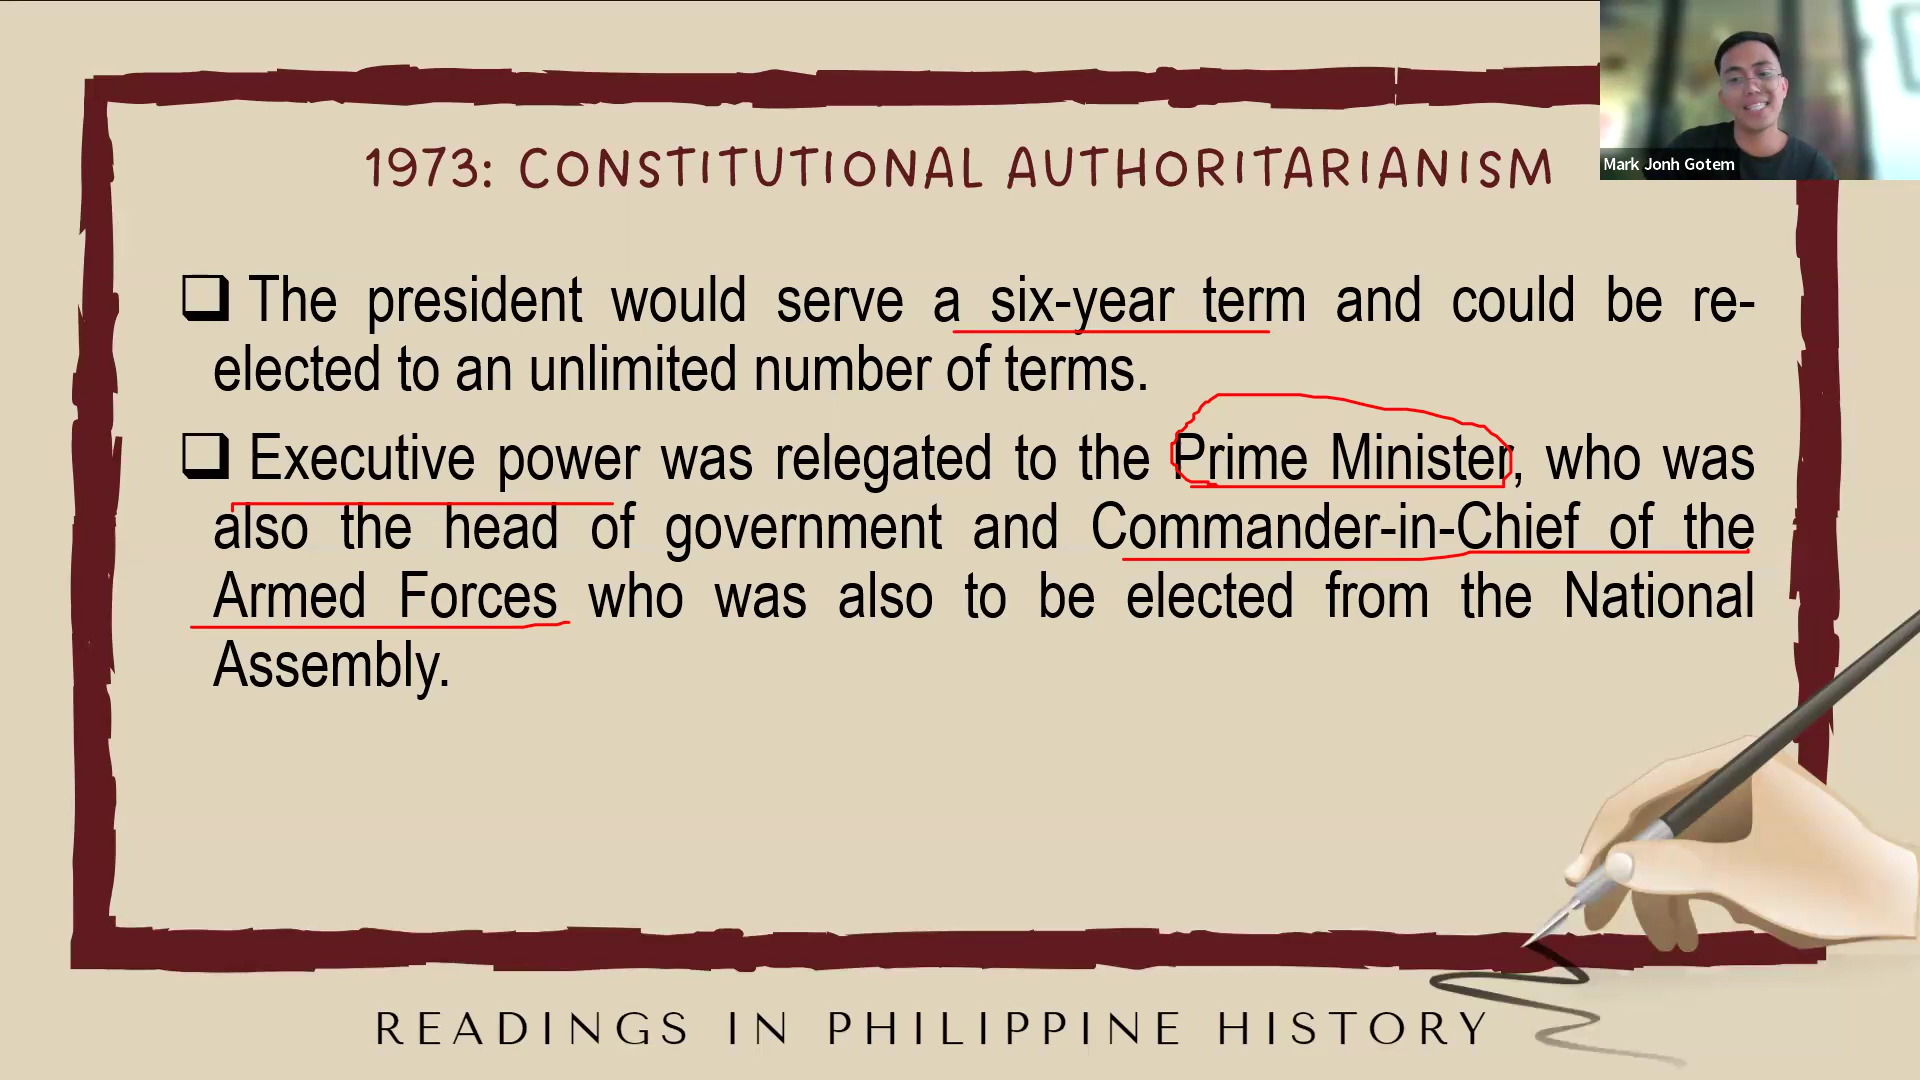 Mark Jonh Gotem
1973: CONSTITUTIONAL AUTHORITARIANISM
The president would serve a six-year term and could be re-
elected to an unlimited number of terms.
Executive power was relegated to the Prime Minister, who was
also the head of government and Commander-in-Chief of the
Armed Forces who was also to be elected from the National
Assembly.
READINGS IN PHILIPPINE HISTORY